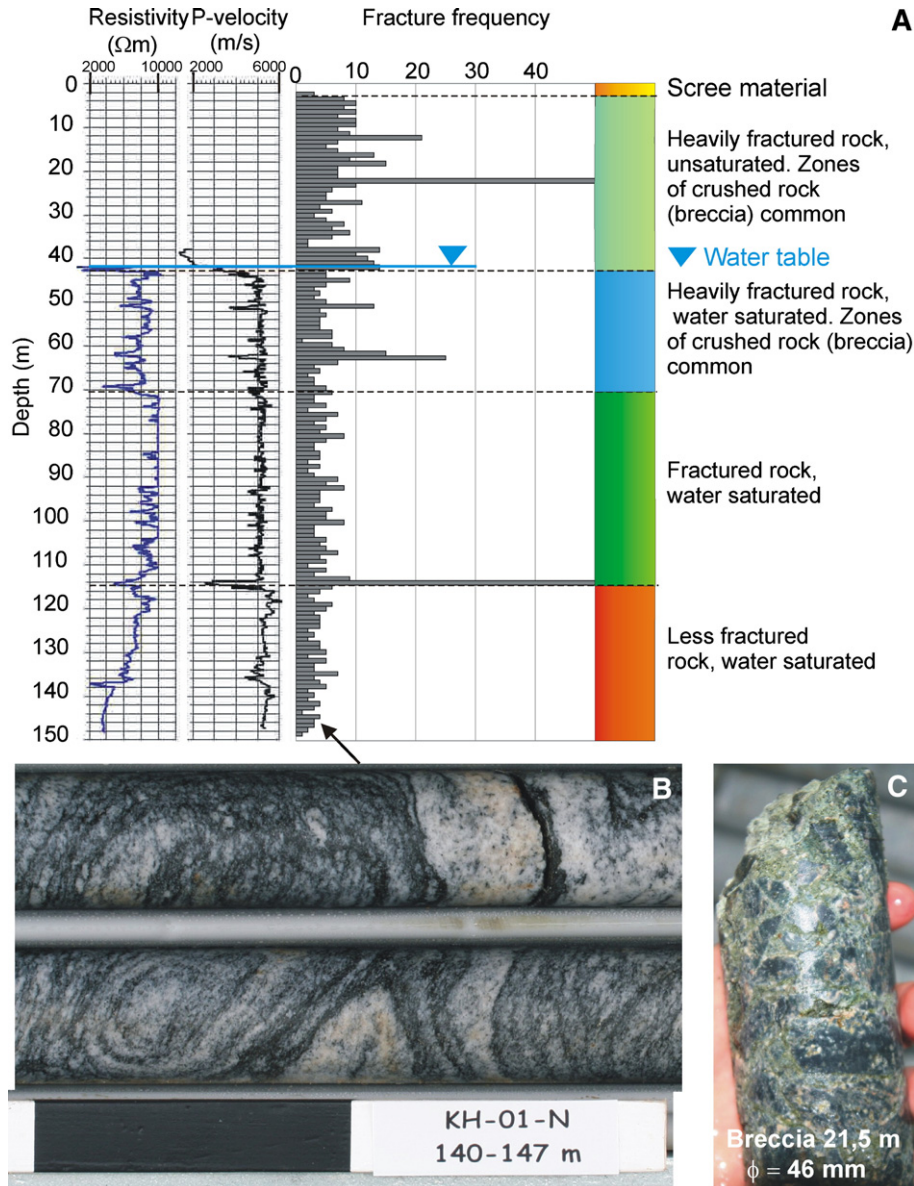 Resistivity P-velocity Fracture frequency A
(Ωm) (m/s)
2000 10000 2000 6000 0 10 20 30 40
0
10
20
30
40
50
60
70
80
90
100
110
120
130
140
150
Depth (m)
Scree material
Heavily fractured rock,
unsaturated. Zones
of crushed rock
(breccia) common
Water table
Heavily fractured rock,
water saturated. Zones
of crushed rock (breccia)
common
Fractured rock,
water saturated
Less fractured
rock, water saturated
B
KH-01-N
140-147 m
C
Breccia 21,5 m
ϕ = 46 mm